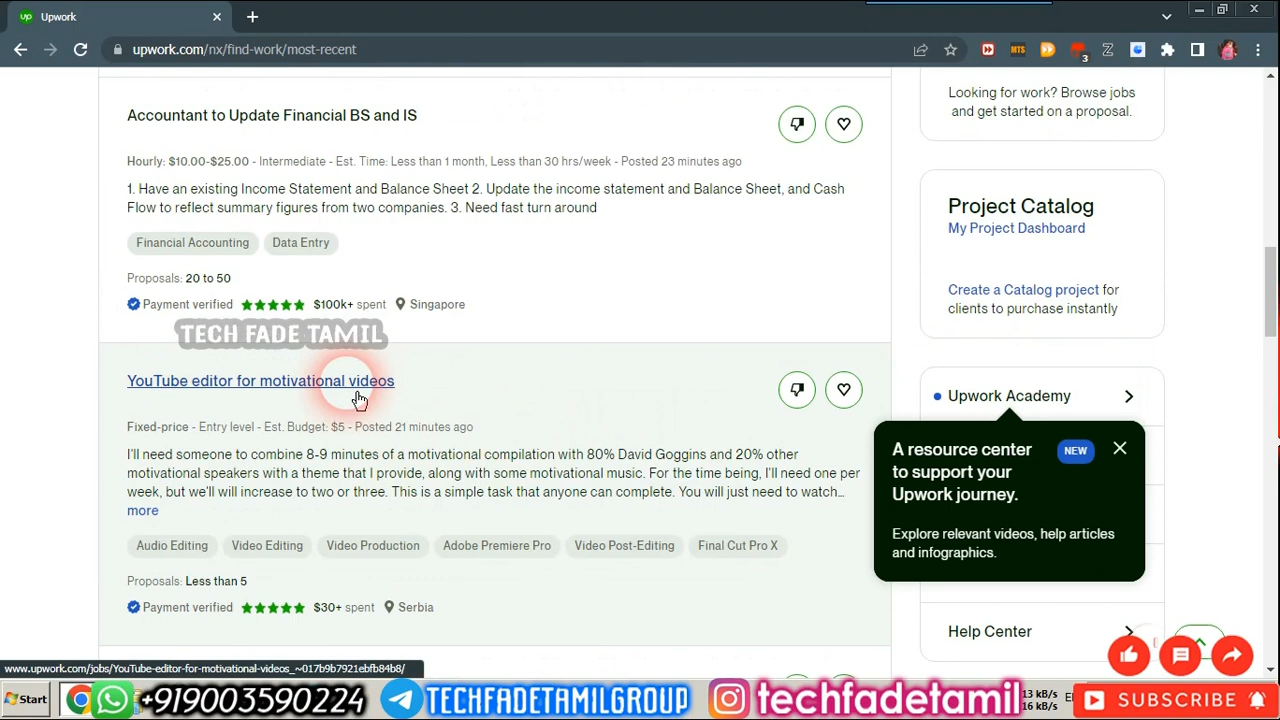 Upwork
upwork.com/nx/find-work/most-recent
MTS
3
Looking for work? Browse jobs
and get started on a proposal.
Accountant to Update Financial BS and IS
Hourly: $10.00-$25.00 - Intermediate - Est. Time: Less than 1 month, Less than 30 hrs/week - Posted 23 minutes ago
1. Have an existing Income Statement and Balance Sheet 2. Update the income statement and Balance Sheet, and Cash
Flow to reflect summary figures from two companies. 3. Need fast turn around
Financial Accounting
Data Entry
Proposals: 20 to 50
Payment verified
$100k+ spent
Singapore
Project Catalog
My Project Dashboard
Create a Catalog project for
clients to purchase instantly
TECH FADE TAMIL
YouTube editor for motivational videos
Fixed-price - Entry level - Est. Budget: $5 - Posted 21 minutes ago
I'll need someone to combine 8-9 minutes of a motivational compilation with 80% David Goggins and 20% other
motivational speakers with a theme that I provide, along with some motivational music. For the time being, I'll need one per
week, but we'll will increase to two or three. This is a simple task that anyone can complete. You will just need to watch…
more
Audio Editing
Video Editing
Video Production
Adobe Premiere Pro
Video Post-Editing
Final Cut Pro X
Proposals: Less than 5
Payment verified
$30+ spent
Serbia
Upwork Academy
A resource center
to support your
Upwork journey.
NEW
Explore relevant videos, help articles
and infographics.
Help Center
www.upwork.com/jobs/YouTube-editor-for-motivational-videos_~017b9b7921ebfb84b8/
Start
+919003590224
TECHFADETAMILGROUP
techfadetamil
13 kB/s
16 kB/s
SUBSCRIBE